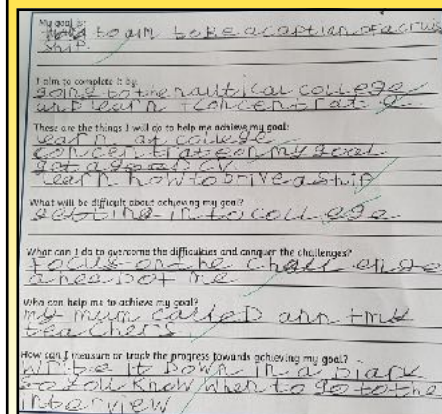 My goal is:
to aim to be a captian of a cruis
ship.
I aim to complete it by:
going to the nautical college
and learn + concentrate
These are the things I will do to help me achieve my goal:
learn at college
concentrate on my goal
get a good CV
learn how to drive a ship
What will be difficult about achieving my goal?
getting in to college
What can I do to overcome the difficulties and conquer the challenges?
Focus on the challenge
aheed of me
Who can help me to achieve my goal?
my mum called ann + my
teachers
How can I measure or track the progress towards achieving my goal?
Write it down in a diary
so you know when to go to the
interview